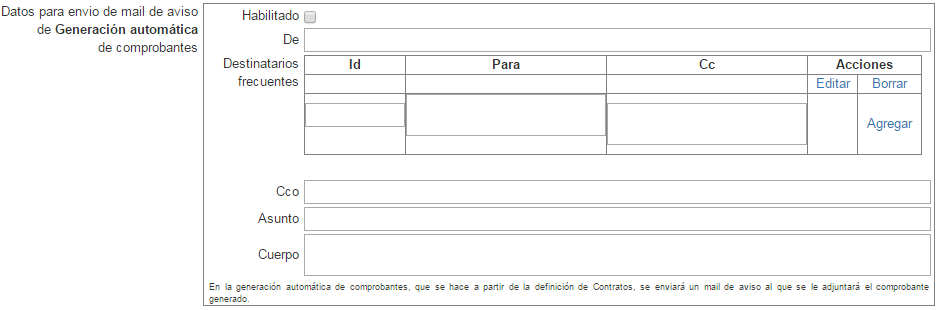 Datos para envio de mail de aviso
de Generación automática
de comprobantes
Habilitado
De
Destinatarios
frecuentes
Id Para Cc Acciones
Editar Borrar
Agregar
Cco
Asunto
Cuerpo
En la generación automática de comprobantes, que se hace a partir de la definición de Contratos, se enviará un mail de aviso al que se le adjuntará el comprobante
generado.